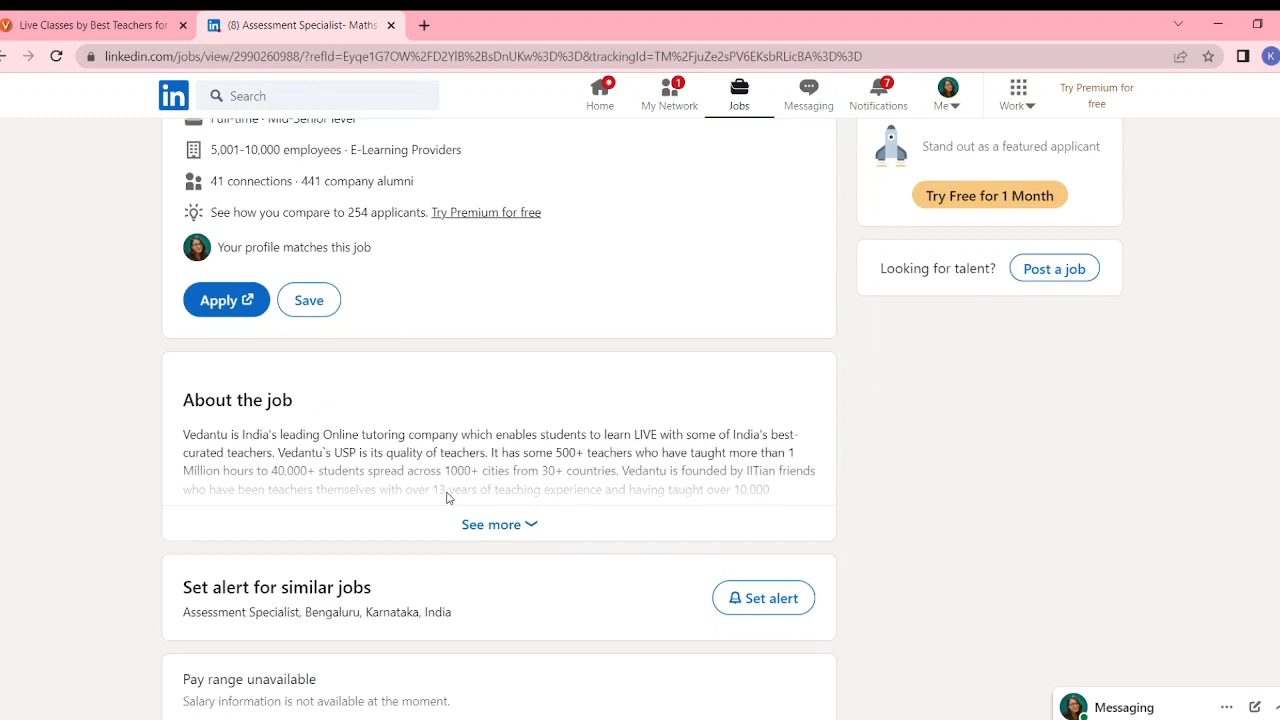 Live Classes by Best Teachers for
(8) Assessment Specialist- Maths
linkedin.com/jobs/view/2990260988/?refId=Eyqe1G7OW%2FD2YlB%2BsDnUKw%3D%3D&trackingId=TM%2FjuZe2sPV6EKsbRLicBA%3D%3D
K
in
Search
Home
1
My Network
Jobs
Messaging
7
Notifications
Me
Work
Try Premium for
free
Full-time · Mid-Senior level
5,001-10,000 employees · E-Learning Providers
41 connections · 441 company alumni
See how you compare to 254 applicants. Try Premium for free
Your profile matches this job
Apply
Save
Stand out as a featured applicant
Try Free for 1 Month
Looking for talent?
Post a job
About the job
Vedantu is India's leading Online tutoring company which enables students to learn LIVE with some of India's best-
curated teachers. Vedantu`s USP is its quality of teachers. It has some 500+ teachers who have taught more than 1
Million hours to 40,000+ students spread across 1000+ cities from 30+ countries. Vedantu is founded by IITian friends
who have been teachers themselves with over 13 years of teaching experience and having taught over 10,000
See more
Set alert for similar jobs
Assessment Specialist, Bengaluru, Karnataka, India
Set alert
Pay range unavailable
Salary information is not available at the moment.
Messaging